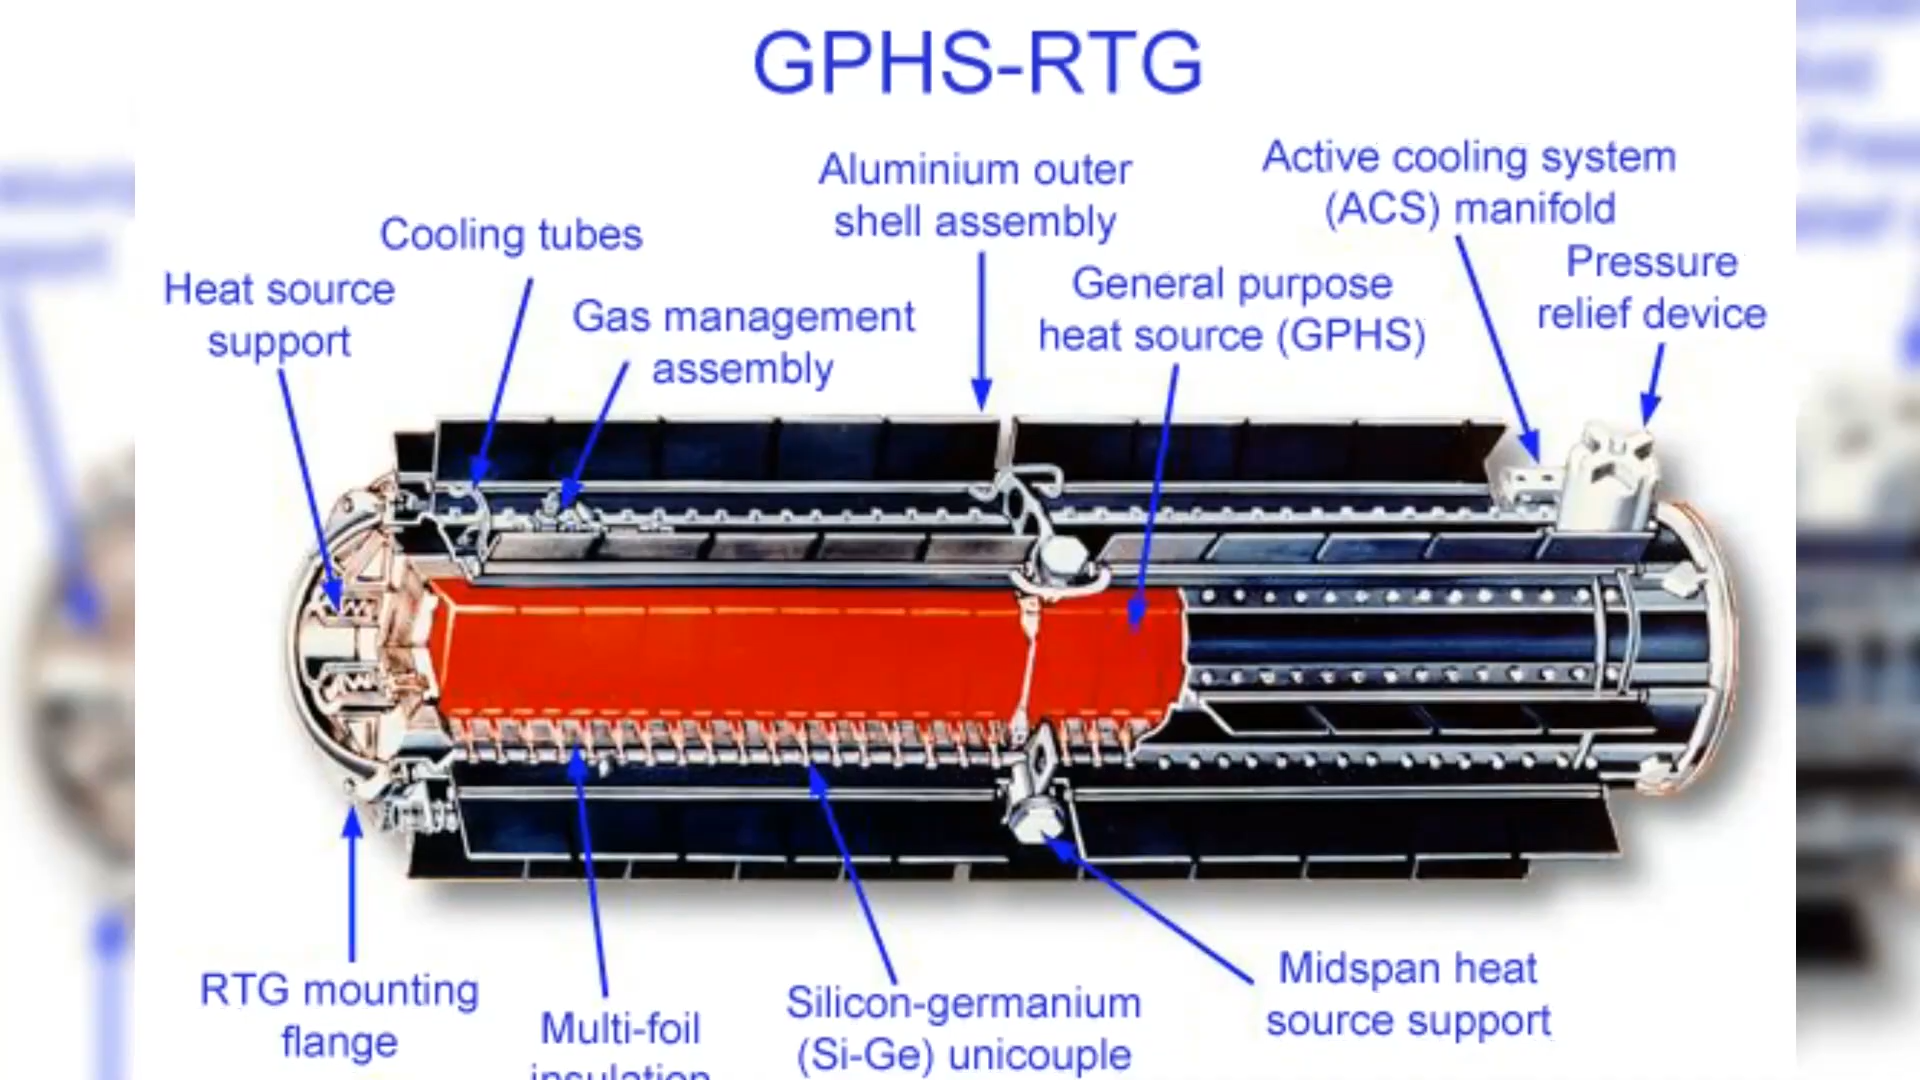 GPHS-RTG
Aluminium outer
shell assembly
Active cooling system
(ACS) manifold
Cooling tubes
Pressure
relief device
Heat source
support
General purpose
heat source (GPHS)
Gas management
assembly
RTG mounting
flange
Multi-foil
insulation
Silicon-germanium
(Si-Ge) unicouple
Midspan heat
source support